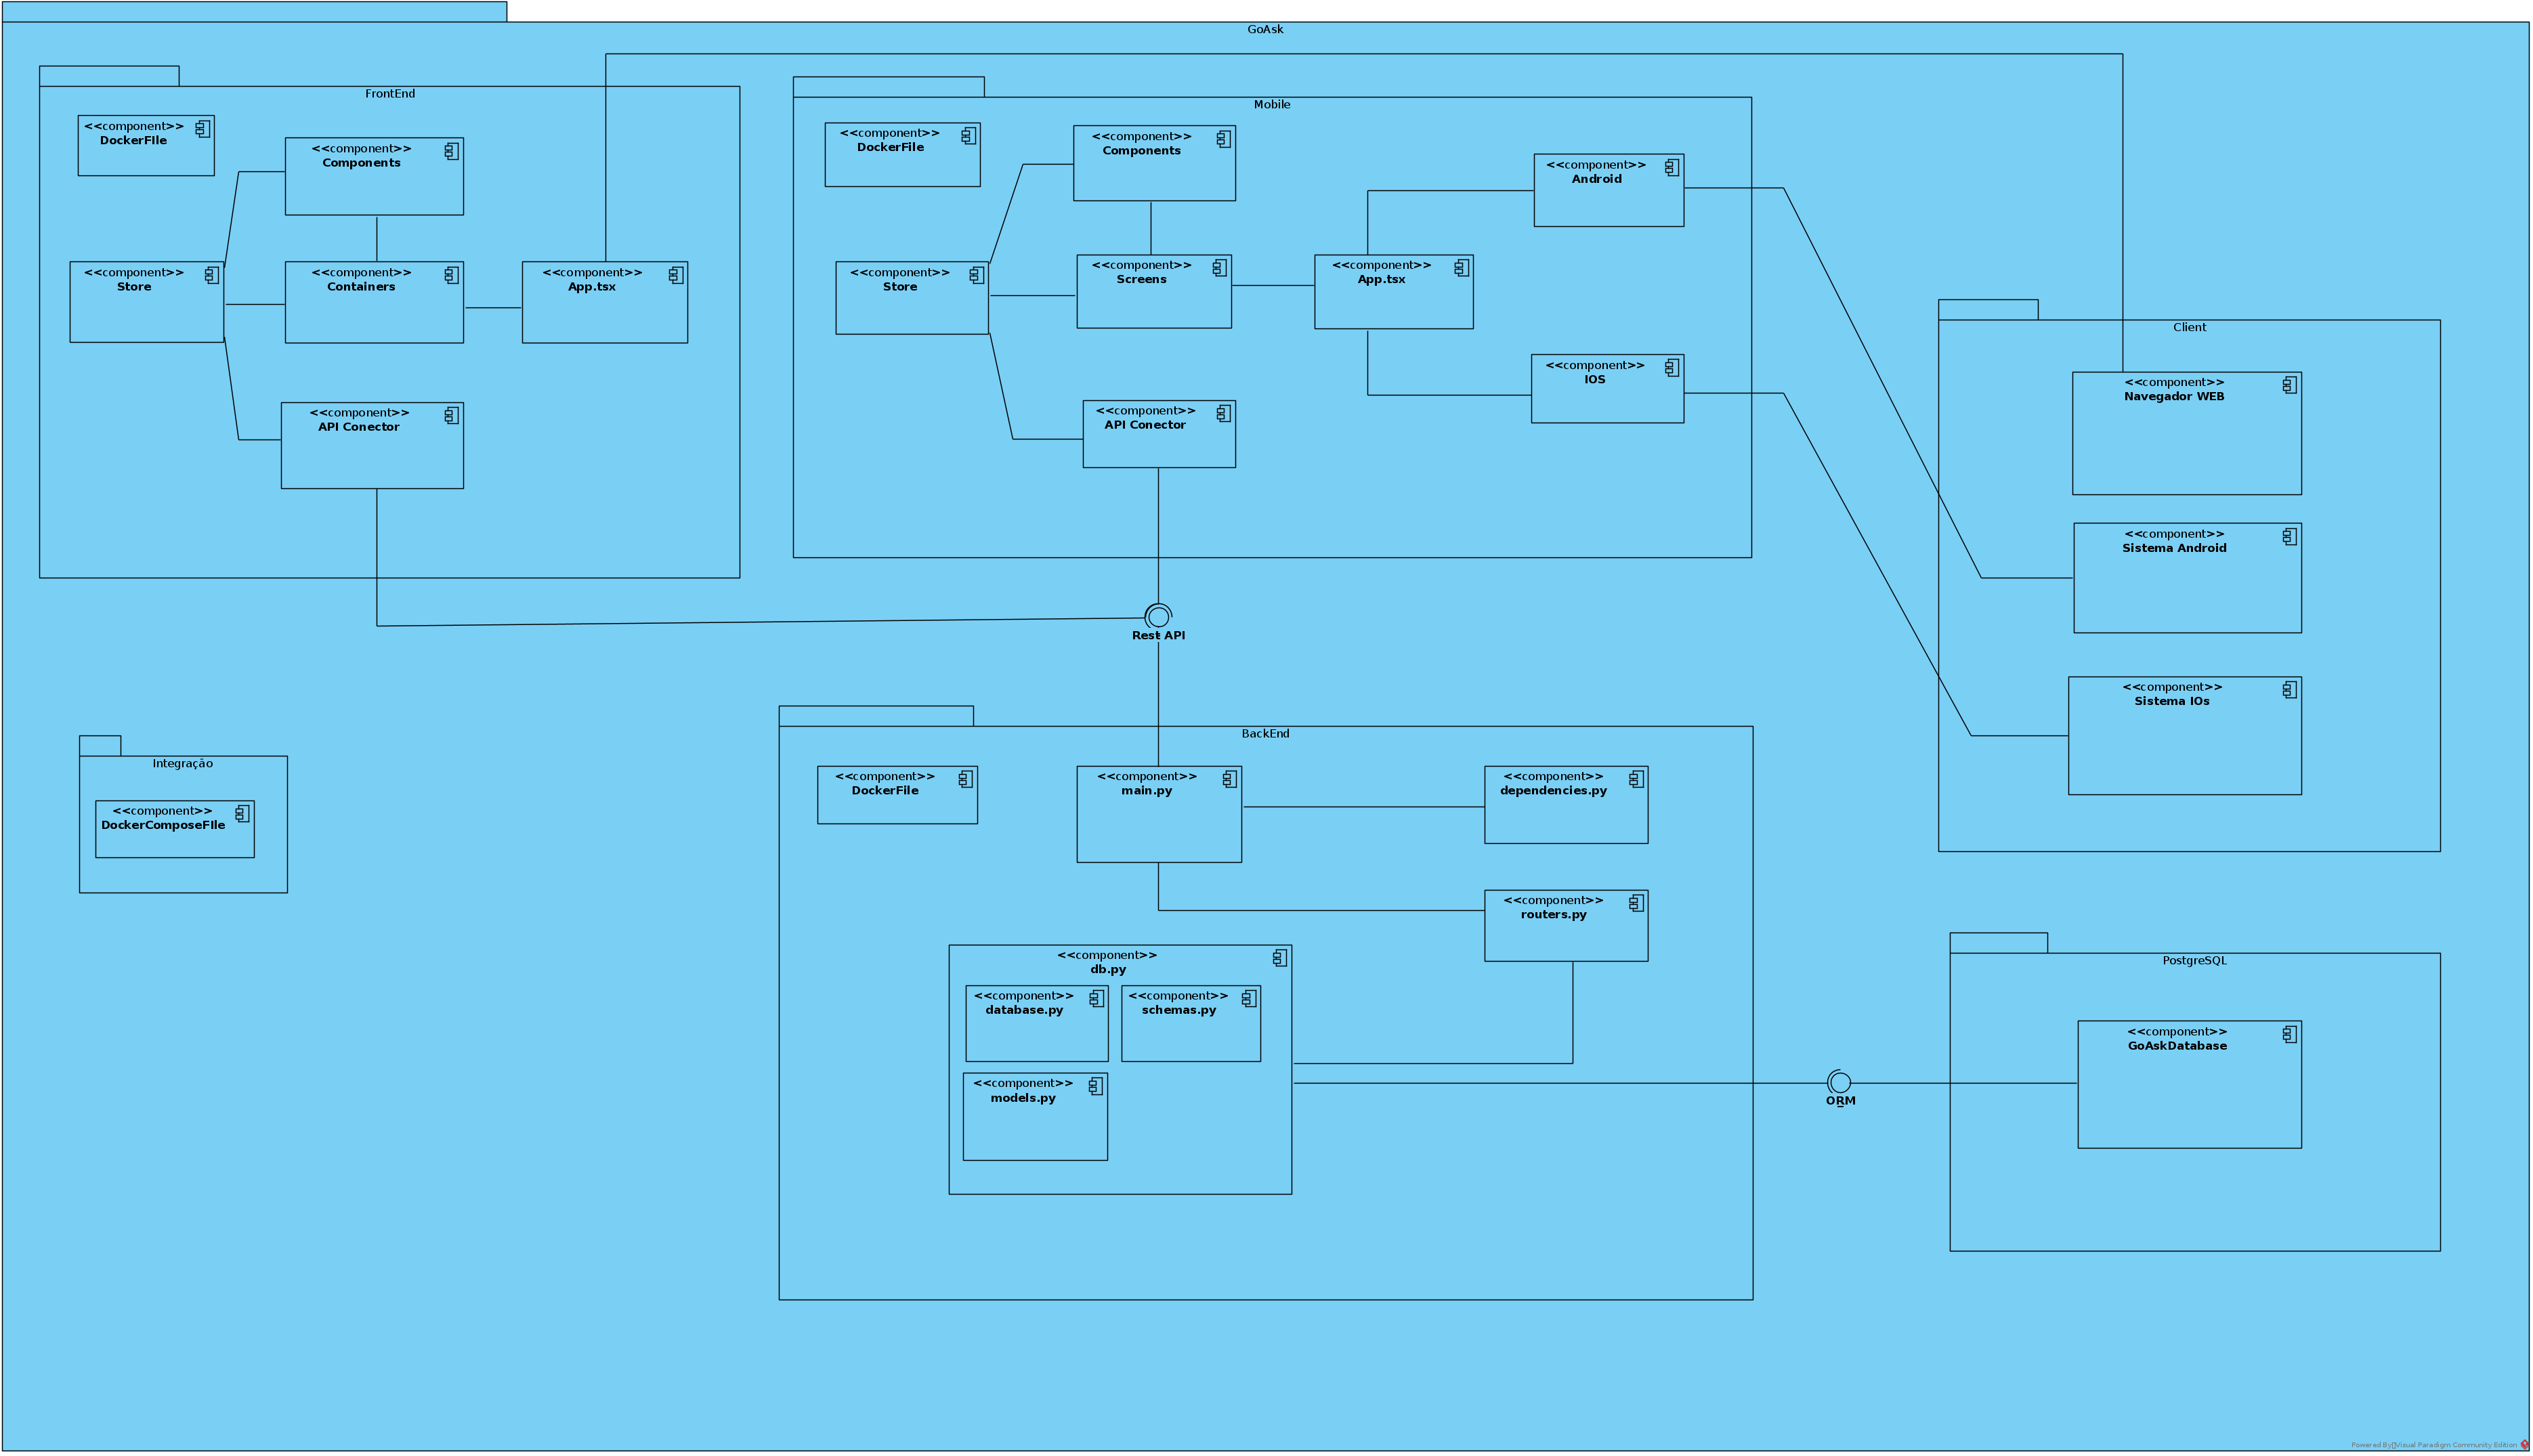 GoAsk
FrontEnd
<<component>>
DockerFIle
<<component>>
Components
<<component>>
Store
<<component>>
Containers
<<component>>
App.tsx
<<component>>
API Conector
Mobile
<<component>>
DockerFile
<<component>>
Components
<<component>>
Android
<<component>>
Store
<<component>>
Screens
<<component>>
App.tsx
<<component>>
IOS
<<component>>
API Conector
Client
<<component>>
Navegador WEB
<<component>>
Sistema Android
<<component>>
Sistema IOs
Rest API
Integração
<<component>>
DockerComposeFIle
BackEnd
<<component>>
DockerFile
<<component>>
main.py
<<component>>
dependencies.py
<<component>>
routers.py
<<component>>
db.py
<<component>>
database.py
<<component>>
schemas.py
<<component>>
models.py
ORM
PostgreSQL
<<component>>
GoAskDatabase
Powered By▯Visual Paradigm Community Edition